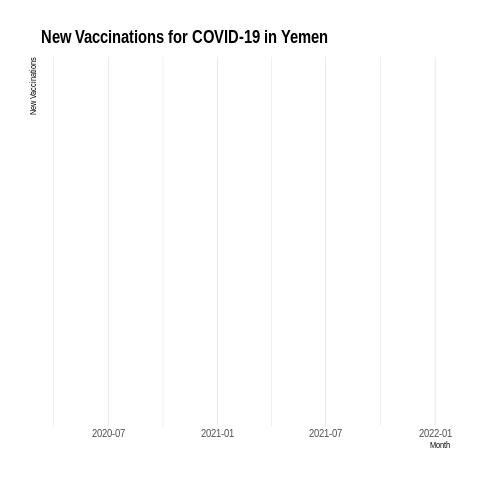 New Vaccinations for COVID-19 in Yemen
New Vaccinations
2020-07
2021-01
2021-07
2022-01
Month